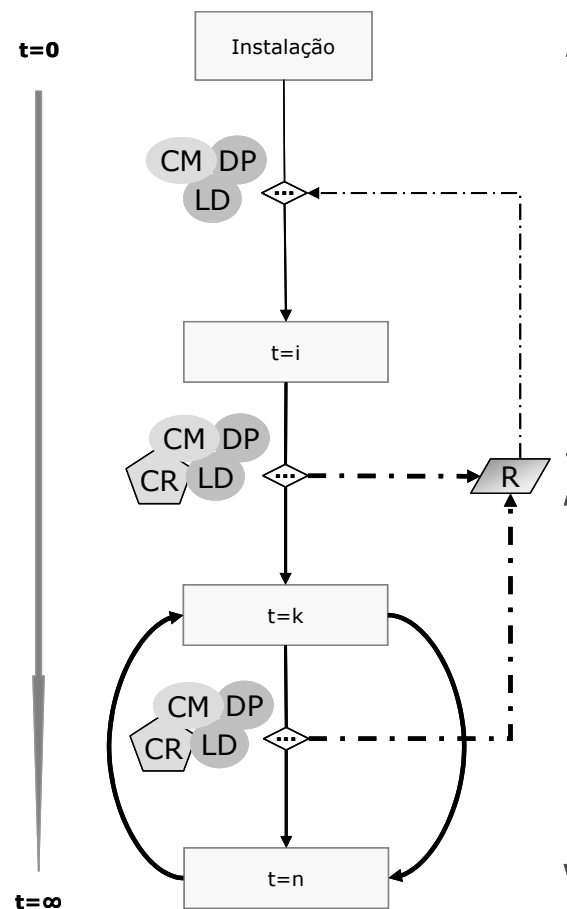 t=0
Instalação
CM DP
LD
...
t=i
CM DP
CR LD
...
R
t=k
CM DP
CR LD
...
t=n
t=∞